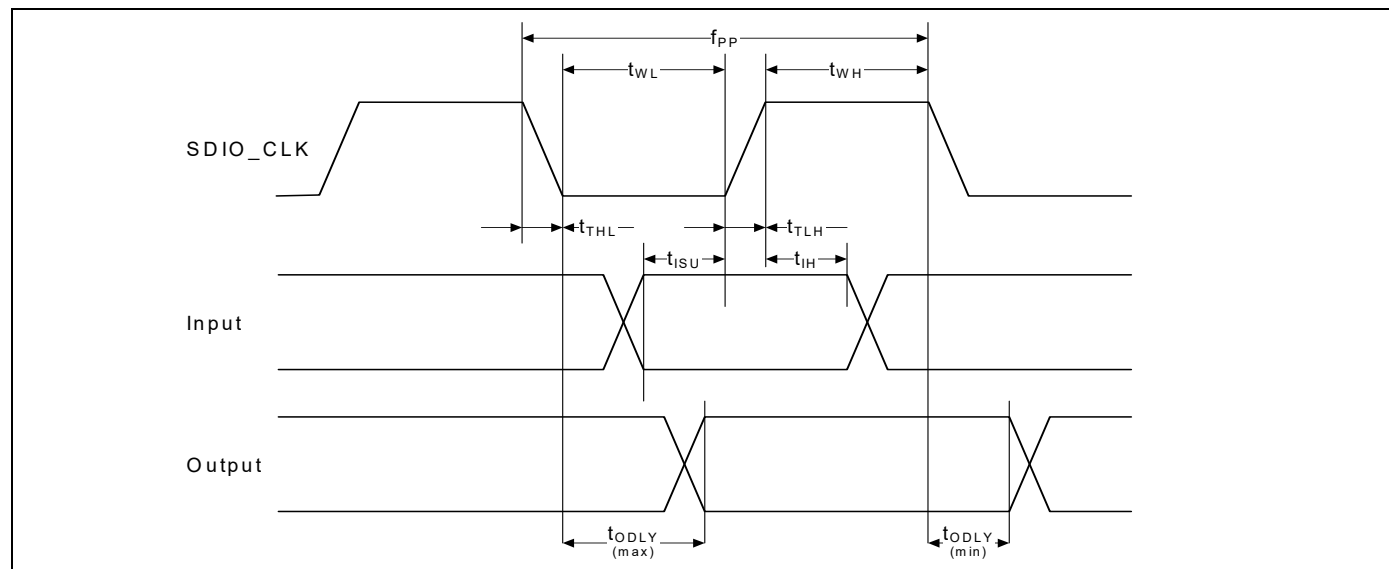 fPP
tWL tWH
SDIO_CLK
tTHL tTLH
tISU tIH
Input
Output
tODLY tODLY
(max) (min)